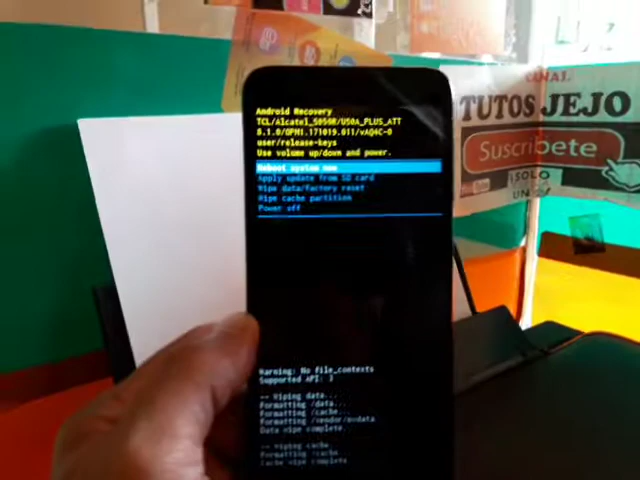 Android Recovery
TCL/Alcatel_5059R/U50A_PLUS_ATT
8.1.0/OPM1.171019.011/vAQ4C-0
user/release-keys
Use volume up/down and power.
Reboot system now
Apply update from SD card
Wipe data/factory reset
Wipe cache partition
Power off
Warning: No file_contexts
Supported API: 3
-- Wiping data...
Formatting /data...
Formatting /cache...
Formatting /vendor/
Data wipe complete.
-- Wiping cache
Formatting /cache
Cache wipe complete
CANAL
TUTOS JEJO
Suscribete
¡SOLO
UN